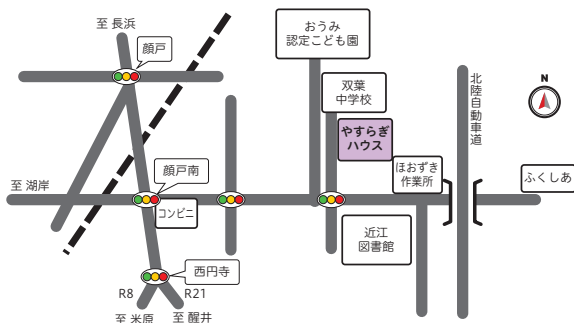 至 長浜
顔戸
おうみ
認定こども園
双葉
中学校
北陸自動車道
N
やすらぎ
ハウス
ほおずき
作業所
ふくしあ
至 湖岸
顔戸南
コンビニ
近江
図書館
西円寺
R8
R21
至 米原
至 醒井